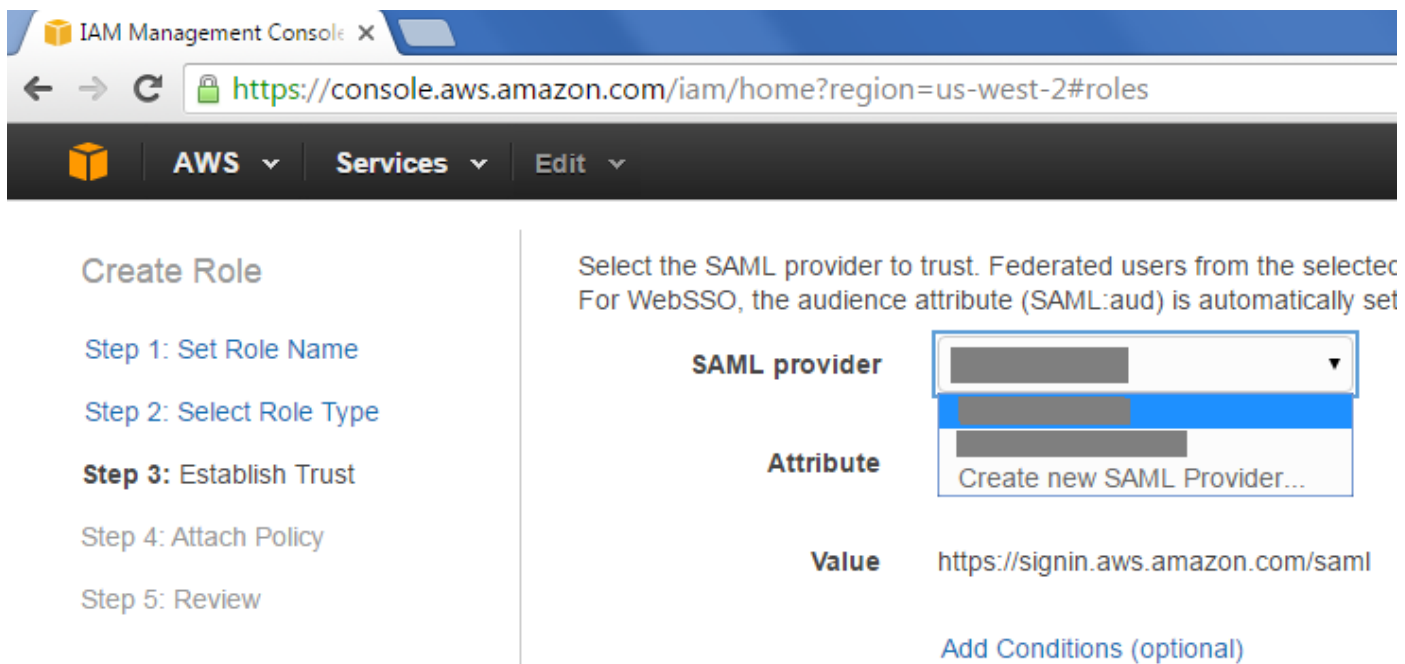 IAM Management Console
https://console.aws.amazon.com/iam/home?region=us-west-2#roles
AWS Services Edit
Create Role
Step 1: Set Role Name
Step 2: Select Role Type
Step 3: Establish Trust
Step 4: Attach Policy
Step 5: Review
Select the SAML provider to trust. Federated users from the selected
For WebSSO, the audience attribute (SAML:aud) is automatically set
SAML provider
Create new SAML Provider...
Attribute
Value https://signin.aws.amazon.com/saml
Add Conditions (optional)